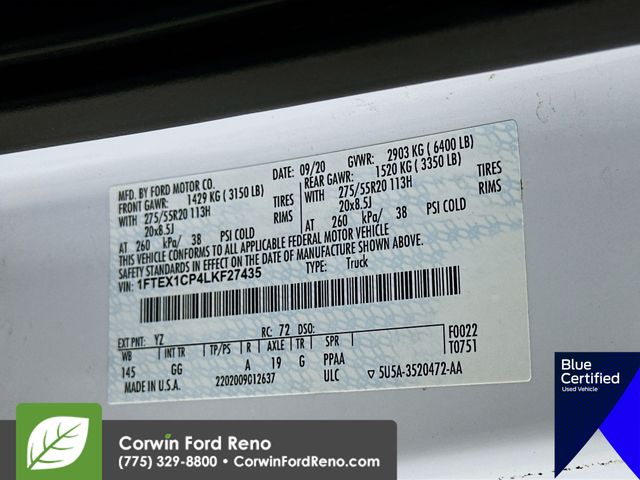 MFD. BY FORD MOTOR CO.
DATE: 09/20 GVWR: 2903 KG ( 6400 LB)
FRONT GAWR: 1429 KG ( 3150 LB)
REAR GAWR: 1520 KG ( 3350 LB)
WITH 275/55R20 113H TIRES
WITH 275/55R20 113H TIRES
20x8.5J RIMS
20x8.5J RIMS
AT 260 kPa/ 38 PSI COLD
AT 260 kPa/ 38 PSI COLD
THIS VEHICLE CONFORMS TO ALL APPLICABLE FEDERAL MOTOR VEHICLE
SAFETY STANDARDS IN EFFECT ON THE DATE OF MANUFACTURE SHOWN ABOVE
VIN: 1FTEX1CP4LKF27435
TYPE: Truck
EXT PNT: YZ RC: 72 DSO: F0022
WB INT TR TP/PS R AXLE TR SPR T0751
145 GG A 19 G PPAA
MADE IN U.S.A. 2202009012637 ULC 5U5A-3520472-AA
Blue
Certified
Used Vehicle
Corwin Ford Reno
(775) 329-8800 • CorwinFordReno.com